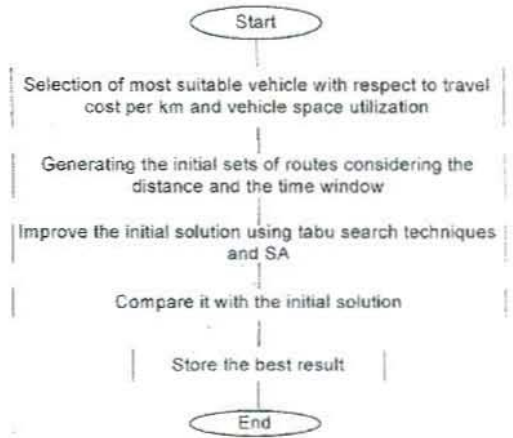 Start
Selection of most suitable vehicle with respect to travel
cost per km and vehicle space utilization
Generating the initial sets of routes considering the
distance and the time window
Improve the initial solution using tabu search techniques
and SA
Compare it with the initial solution
Store the best result
End